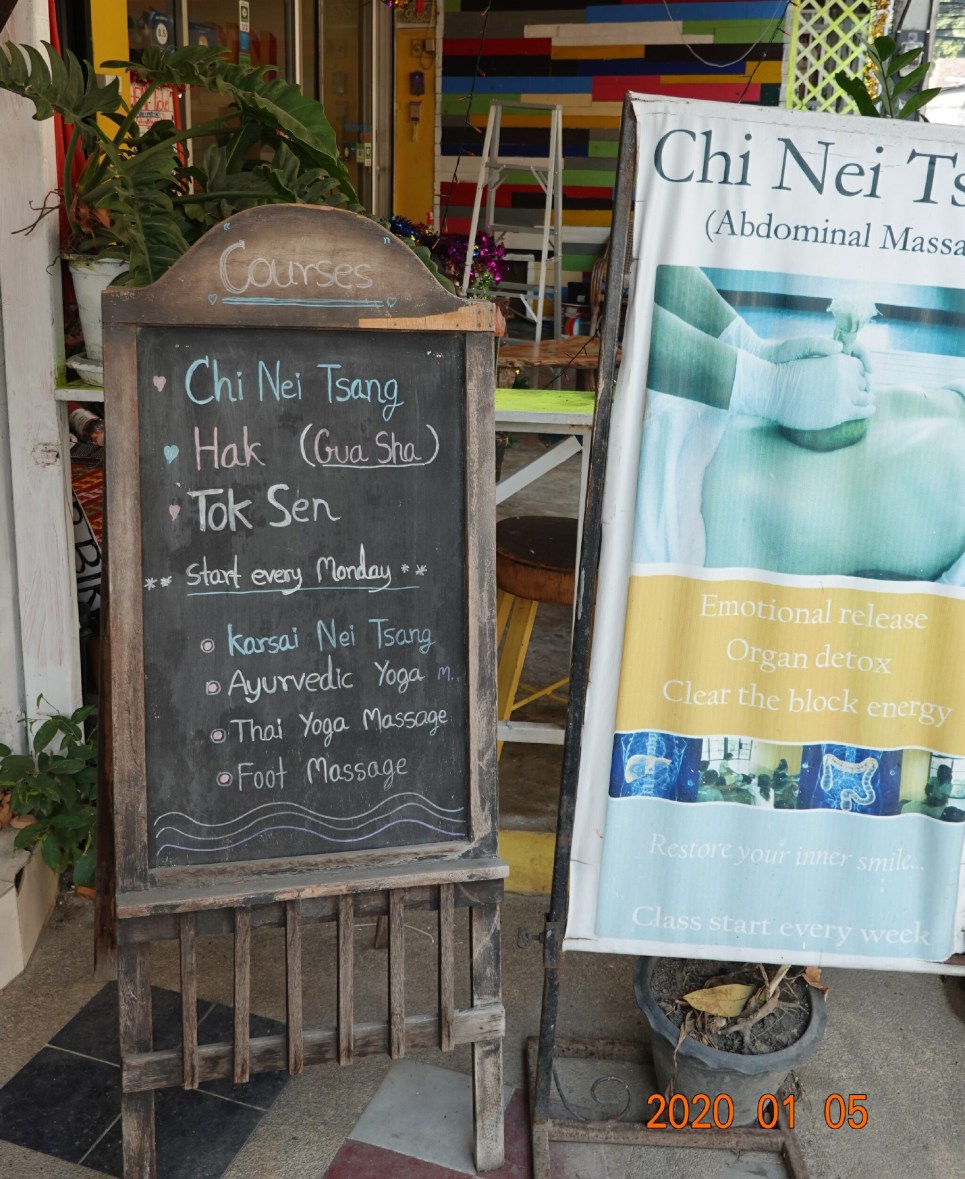 Courses
Chi Nei Tsang
Hak (Gua Sha)
Tok Sen
** Start every Monday **
Karsai Nei Tsang
Ayurvedic Yoga m.
Thai Yoga Massage
Foot Massage
Chi Nei Ts
(Abdominal Massa
Emotional release
Organ detox
Clear the block energy
Restore your inner smile...
Class start every week
2020 01 05